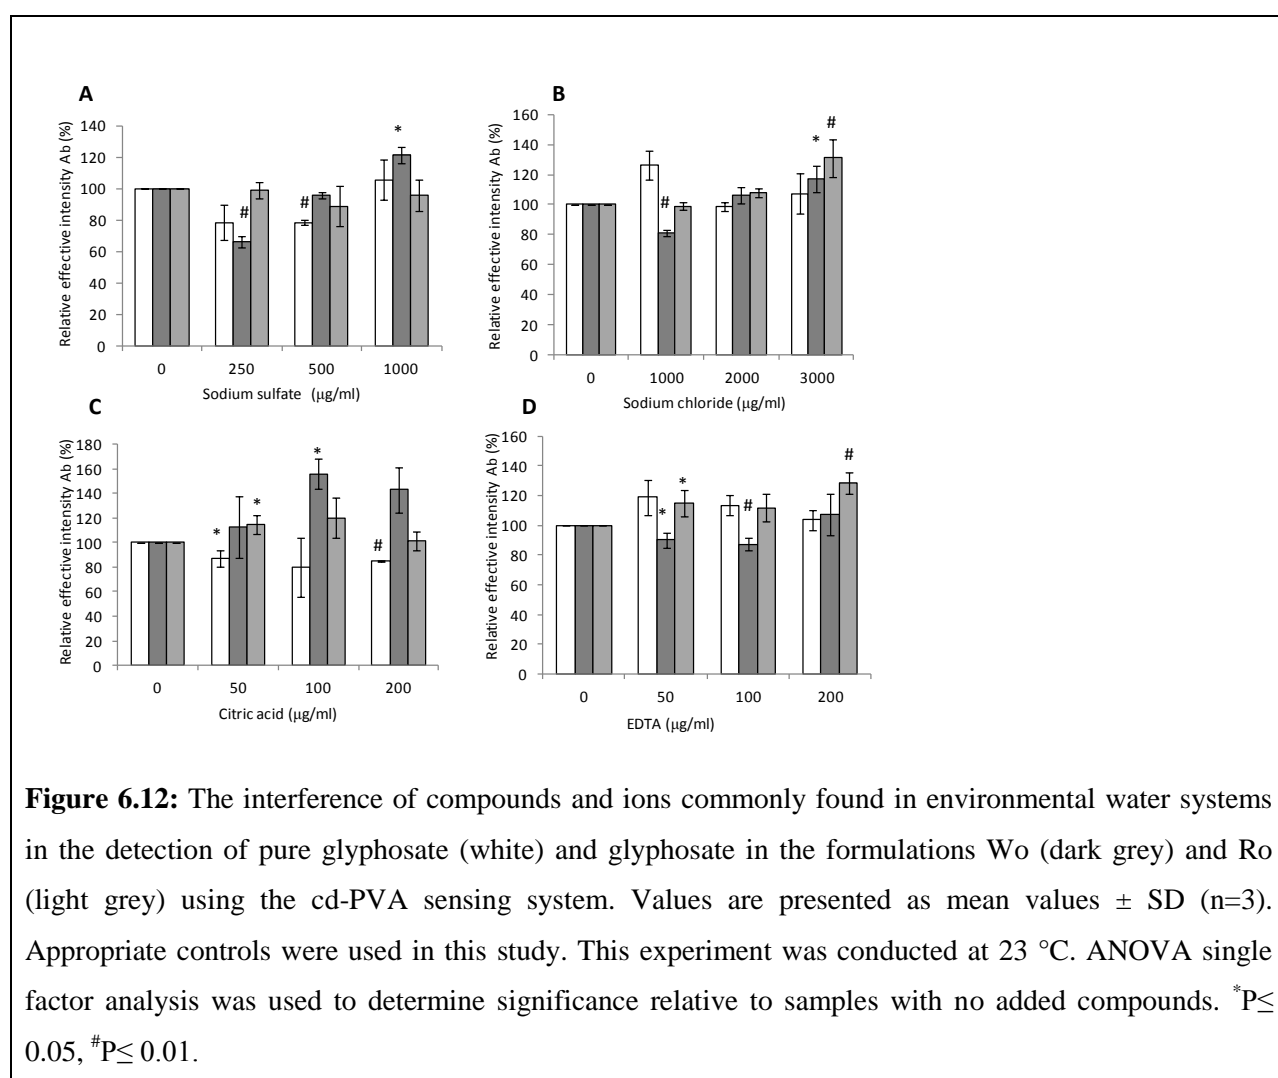 A
Relative effective intensity Ab (%)
140
120
100
80
60
40
20
0
#
#
*
0 250 500 1000
Sodium sulfate (µg/ml)
B
Relative effective intensity Ab (%)
160
140
120
100
80
60
40
20
0
#
*
#
0 1000 2000 3000
Sodium chloride (µg/ml)
C
Relative effective intensity Ab (%)
180
160
140
120
100
80
60
40
20
0
*
*
*
#
0 50 100 200
Citric acid (µg/ml)
D
Relative effective intensity Ab (%)
160
140
120
100
80
60
40
20
0
*
*
#
#
0 50 100 200
EDTA (µg/ml)
Figure 6.12: The interference of compounds and ions commonly found in environmental water systems
in the detection of pure glyphosate (white) and glyphosate in the formulations Wo (dark grey) and Ro
(light grey) using the cd-PVA sensing system. Values are presented as mean values ± SD (n=3).
Appropriate controls were used in this study. This experiment was conducted at 23 °C. ANOVA single
factor analysis was used to determine significance relative to samples with no added compounds. *P≤
0.05, #P≤ 0.01.